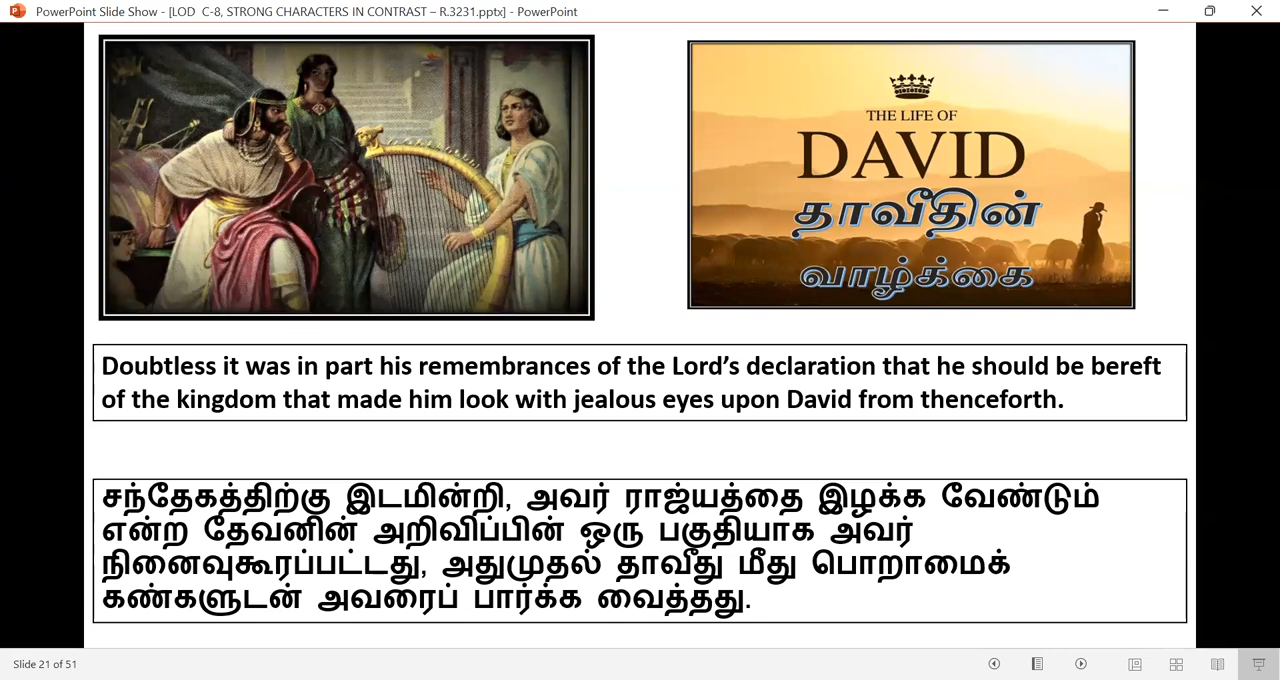 PowerPoint Slide Show - [LOD  C-8, STRONG CHARACTERS IN CONTRAST – R.3231.pptx] - PowerPoint
THE LIFE OF
DAVID
தாவீதின்
வாழ்க்கை
Doubtless it was in part his remembrances of the Lord’s declaration that he should be bereft
of the kingdom that made him look with jealous eyes upon David from thenceforth.
சந்தேகத்திற்கு இடமின்றி, அவர் ராஜ்யத்தை இழக்க வேண்டும்
என்ற தேவனின் அறிவிப்பின் ஒரு பகுதியாக அவர்
நினைவுகூரப்பட்டது, அதுமுதல் தாவீது மீது பொறாமைக்
கண்களுடன் அவரைப் பார்க்க வைத்தது.
Slide 21 of 51